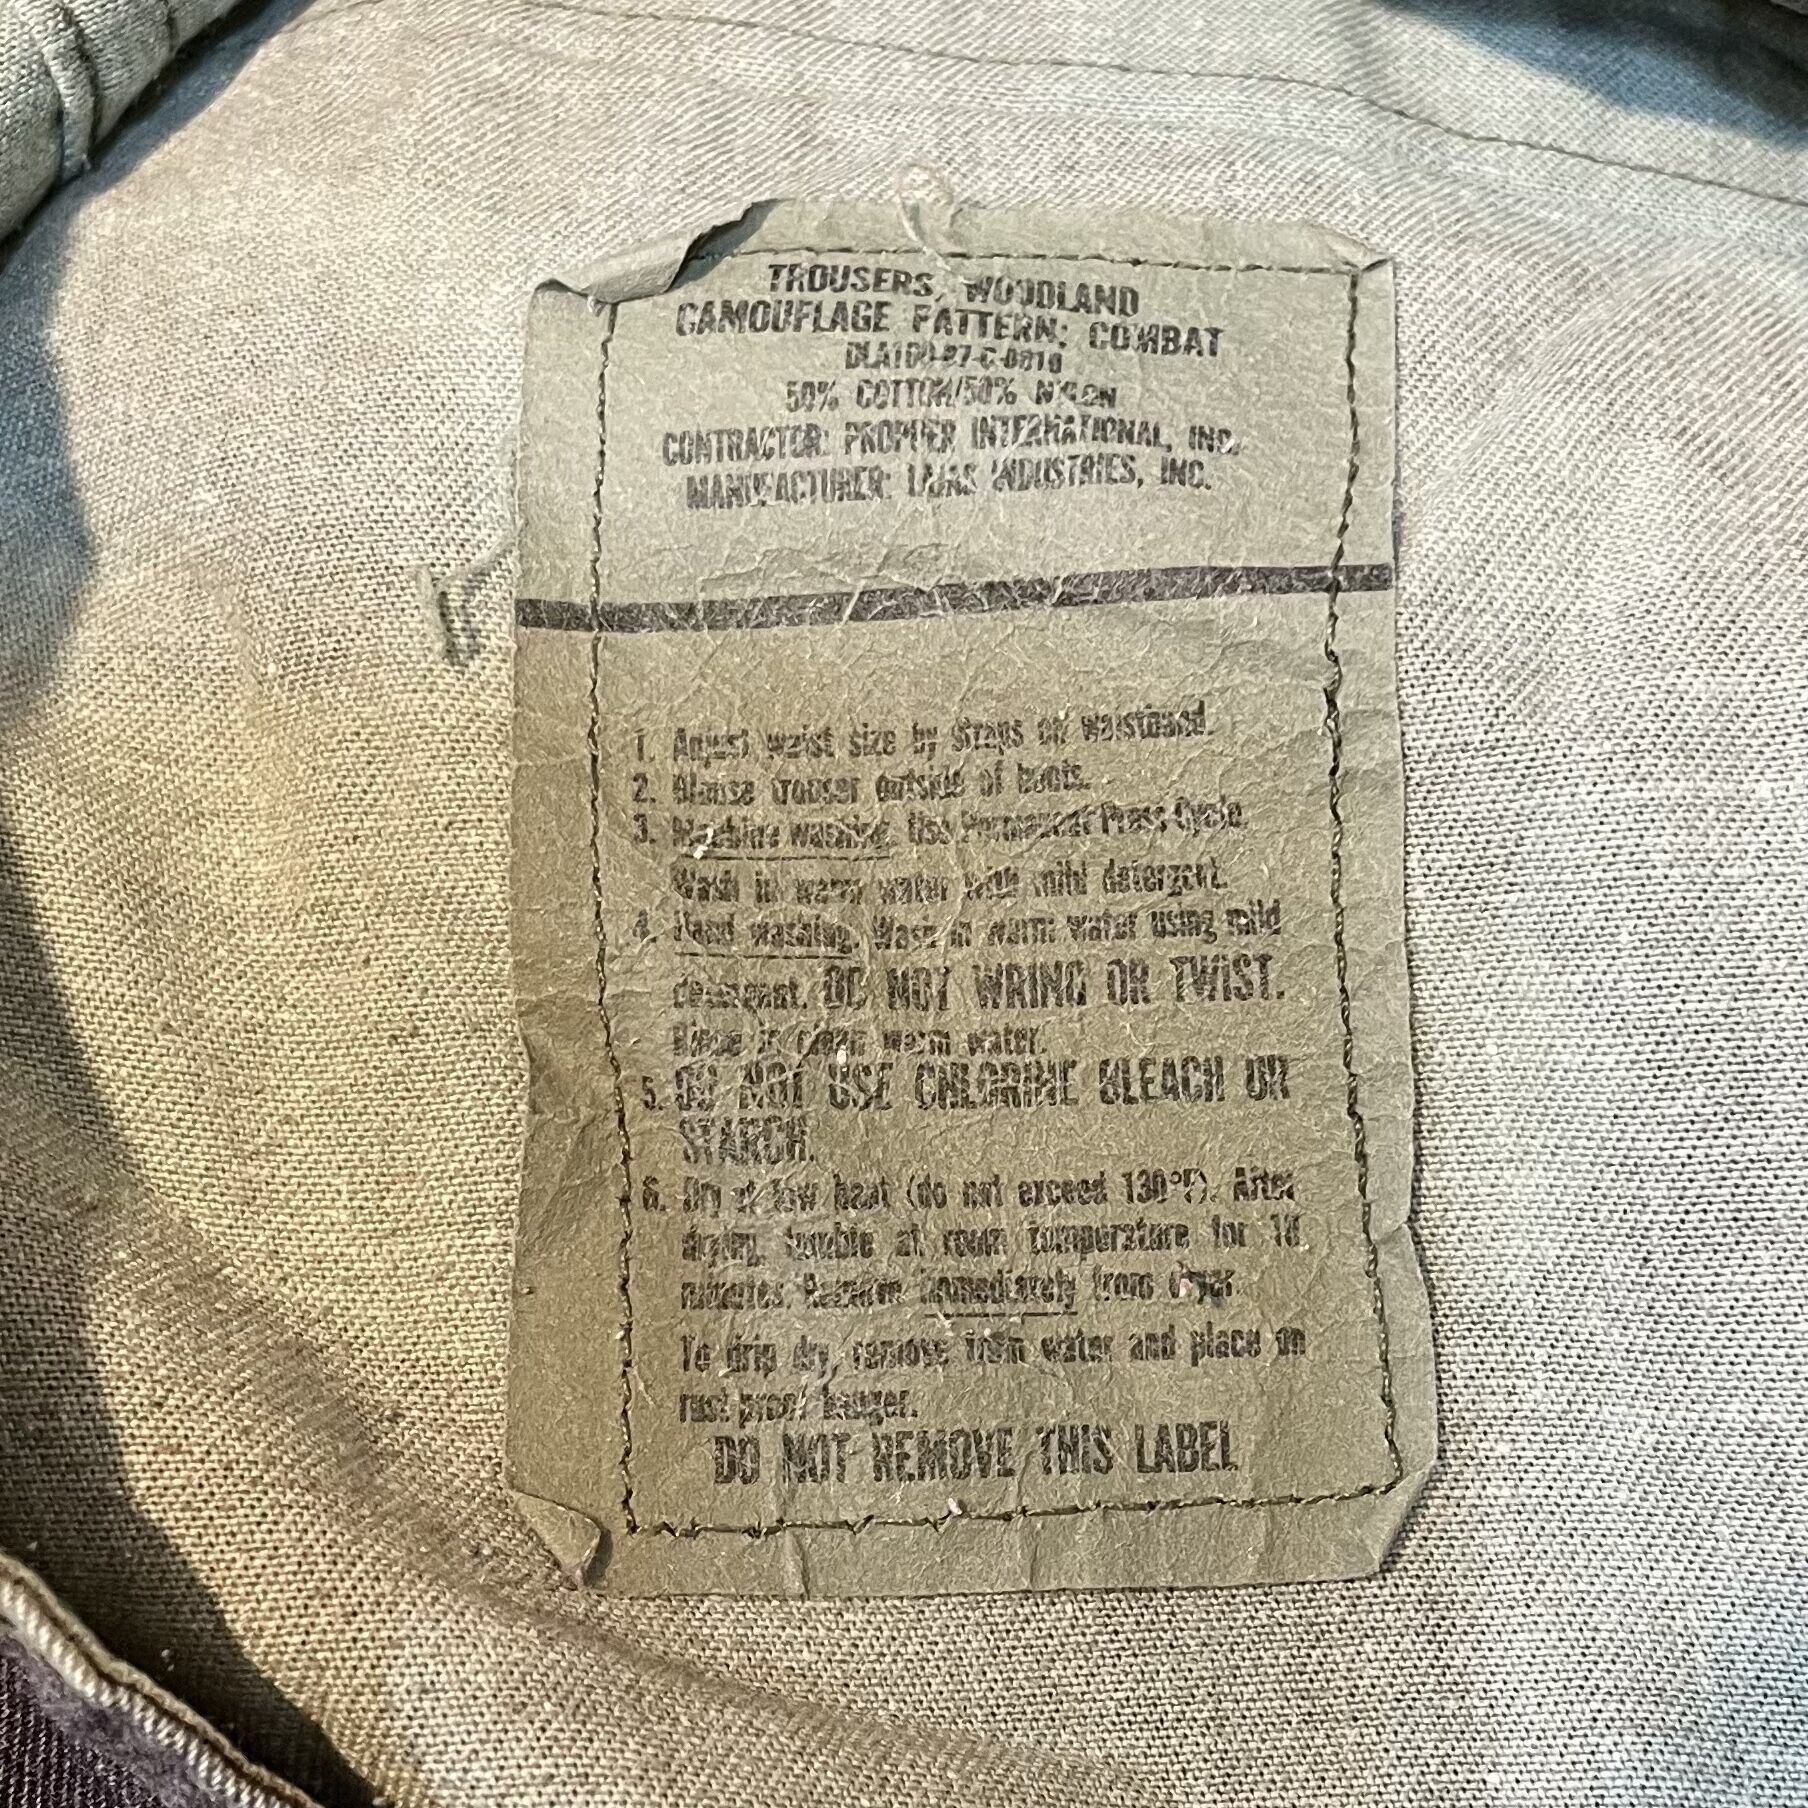 TROUSERS, WOODLAND
CAMOUFLAGE PATTERN: COMBAT
50% COTTON/50% NYLON
CONTRACTOR: PROPPER INTERNATIONAL, INC.
MANUFACTURER: LAJAS INDUSTRIES, INC.
1. Adjust waist size by straps on waistband.
2. Blouse trouser outside of boots.
3. Machine washing. Use Permanent Press Cycle.
Wash in warm water with mild detergent.
4. Hand washing. Wash in warm water using mild
detergent. DO NOT WRING OR TWIST.
Rinse in clean warm water.
5. DO NOT USE CHLORINE BLEACH OR
STARCH.
6. Dry at low heat (do not exceed 130°F). After
drying, tumble at room temperature for 10
minutes. Remove immediately from dryer.
To drip dry, remove from water and place on
rust proof hanger.
DO NOT REMOVE THIS LABEL